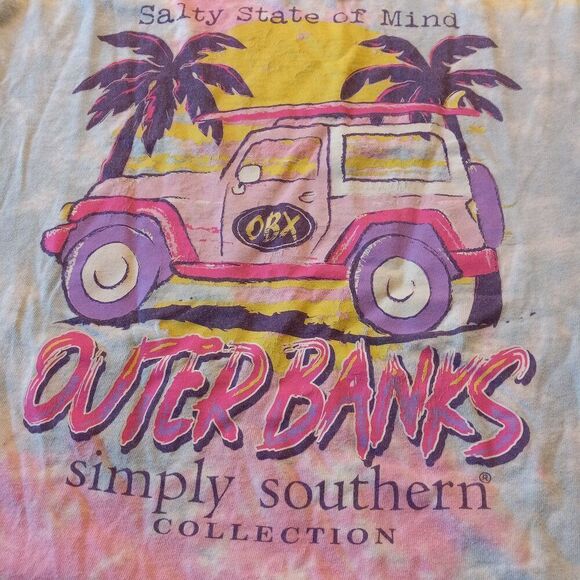 Salty State of Mind
OBX
OUTER BANKS
simply southern®
COLLECTION